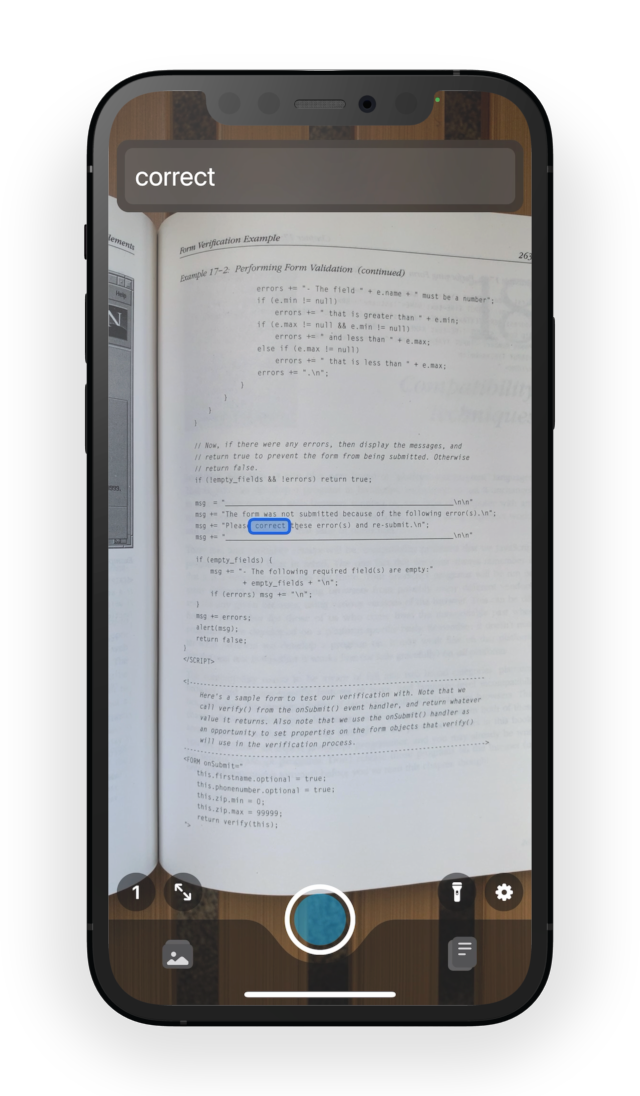 correct
lements
Help
N
Form Verification Example
263
Example 17-2: Performing Form Validation (continued)
errors += "- The field " + e.name + " must be a number";
if (e.min != null)
errors += " that is greater than " + e.min;
if (e.max != null && e.min != null)
errors += " and less than " + e.max;
else if (e.max != null)
errors += " that is less than " + e.max;
errors += ".\n";
}
}
}
}
// Now, if there were any errors, then display the messages, and
// return true to prevent the form from being submitted. Otherwise
// return false.
if (!empty_fields && !errors) return true;
msg = "______________________________________________________\n\n"
msg += "The form was not submitted because of the following error(s).\n";
msg += "Please correct these error(s) and re-submit.\n";
msg += "______________________________________________________\n\n"
if (empty_fields) {
msg += "- The following required field(s) are empty:"
+ empty_fields + "\n";
if (errors) msg += "\n";
}
msg += errors;
alert(msg);
return false;
}
</SCRIPT>
<!------------------------------------------------------------
Here's a sample form to test our verification with. Note that we
call verify() from the onSubmit() event handler, and return whatever
value it returns. Also note that we use the onSubmit() handler as
an opportunity to set properties on the form objects that verify()
will use in the verification process.
------------------------------------------------------------->
<FORM onSubmit="
this.firstname.optional = true;
this.phonenumber.optional = true;
this.zip.min = 0;
this.zip.max = 99999;
return verify(this);
">
1